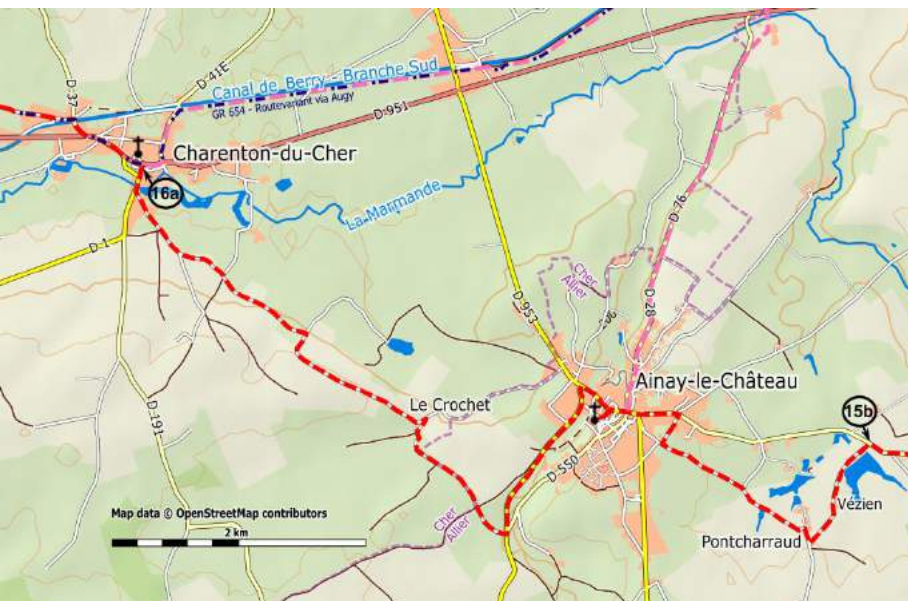 D-37
D-41E
Canal de Berry - Branche Sud
GR 654 - Routevariant via Augy
D-951
Charenton-du-Cher
16a
La Marmande
D-76
D 1
Cher
Allier
D-953
D-28
Ainay-le-Château
D-191
Le Crochet
15b
D-550
Vézien
Map data © OpenStreetMap contributors
Cher
Allier
2 km
Pontcharraud